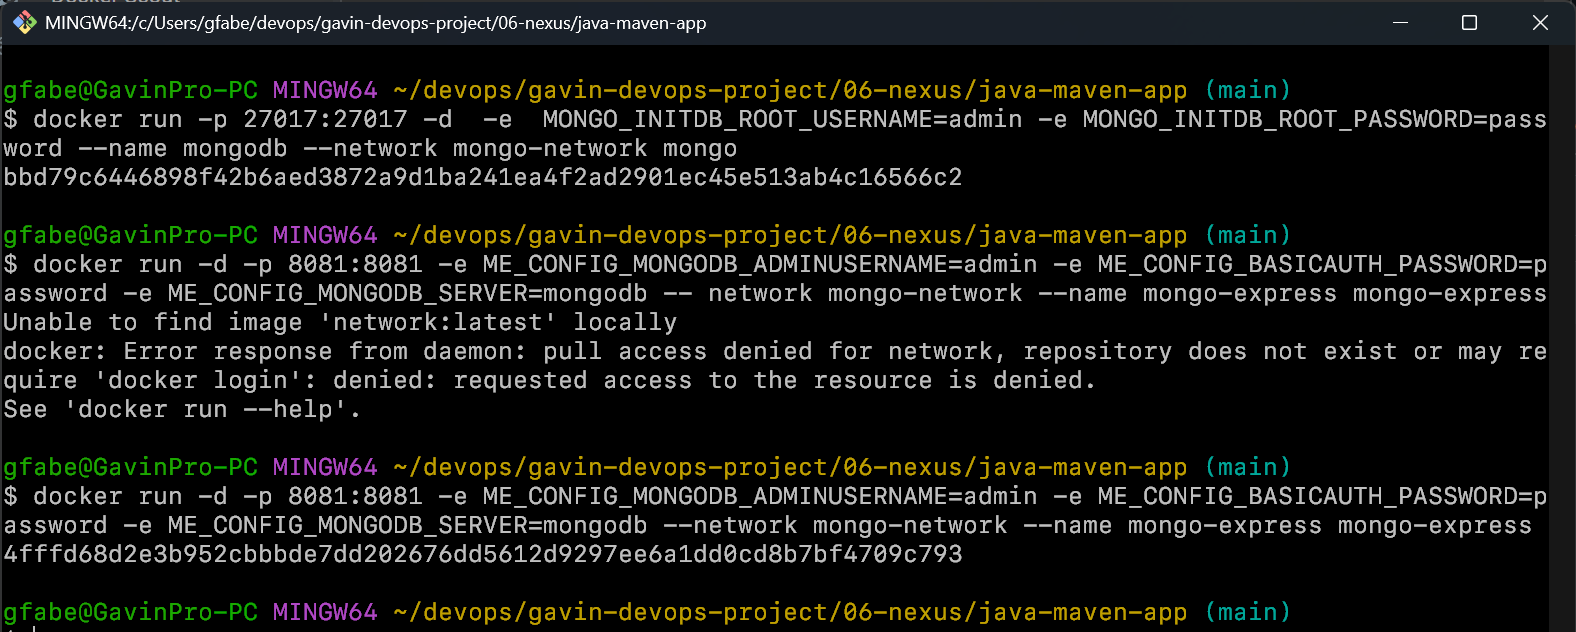 MINGW64:/c/Users/gfabe/devops/gavin-devops-project/06-nexus/java-maven-app
gfabe@GavinPro-PC MINGW64 ~/devops/gavin-devops-project/06-nexus/java-maven-app (main)
$ docker run -p 27017:27017 -d  -e  MONGO_INITDB_ROOT_USERNAME=admin -e MONGO_INITDB_ROOT_PASSWORD=pass
word --name mongodb --network mongo-network mongo
bbd79c6446898f42b6aed3872a9d1ba241ea4f2ad2901ec45e513ab4c16566c2
gfabe@GavinPro-PC MINGW64 ~/devops/gavin-devops-project/06-nexus/java-maven-app (main)
$ docker run -d -p 8081:8081 -e ME_CONFIG_MONGODB_ADMINUSERNAME=admin -e ME_CONFIG_BASICAUTH_PASSWORD=p
assword -e ME_CONFIG_MONGODB_SERVER=mongodb -- network mongo-network --name mongo-express mongo-express
Unable to find image 'network:latest' locally
docker: Error response from daemon: pull access denied for network, repository does not exist or may re
quire 'docker login': denied: requested access to the resource is denied.
See 'docker run --help'.
gfabe@GavinPro-PC MINGW64 ~/devops/gavin-devops-project/06-nexus/java-maven-app (main)
$ docker run -d -p 8081:8081 -e ME_CONFIG_MONGODB_ADMINUSERNAME=admin -e ME_CONFIG_BASICAUTH_PASSWORD=p
assword -e ME_CONFIG_MONGODB_SERVER=mongodb --network mongo-network --name mongo-express mongo-express
4fffd68d2e3b952cbbbde7dd202676dd5612d9297ee6a1dd0cd8b7bf4709c793
gfabe@GavinPro-PC MINGW64 ~/devops/gavin-devops-project/06-nexus/java-maven-app (main)